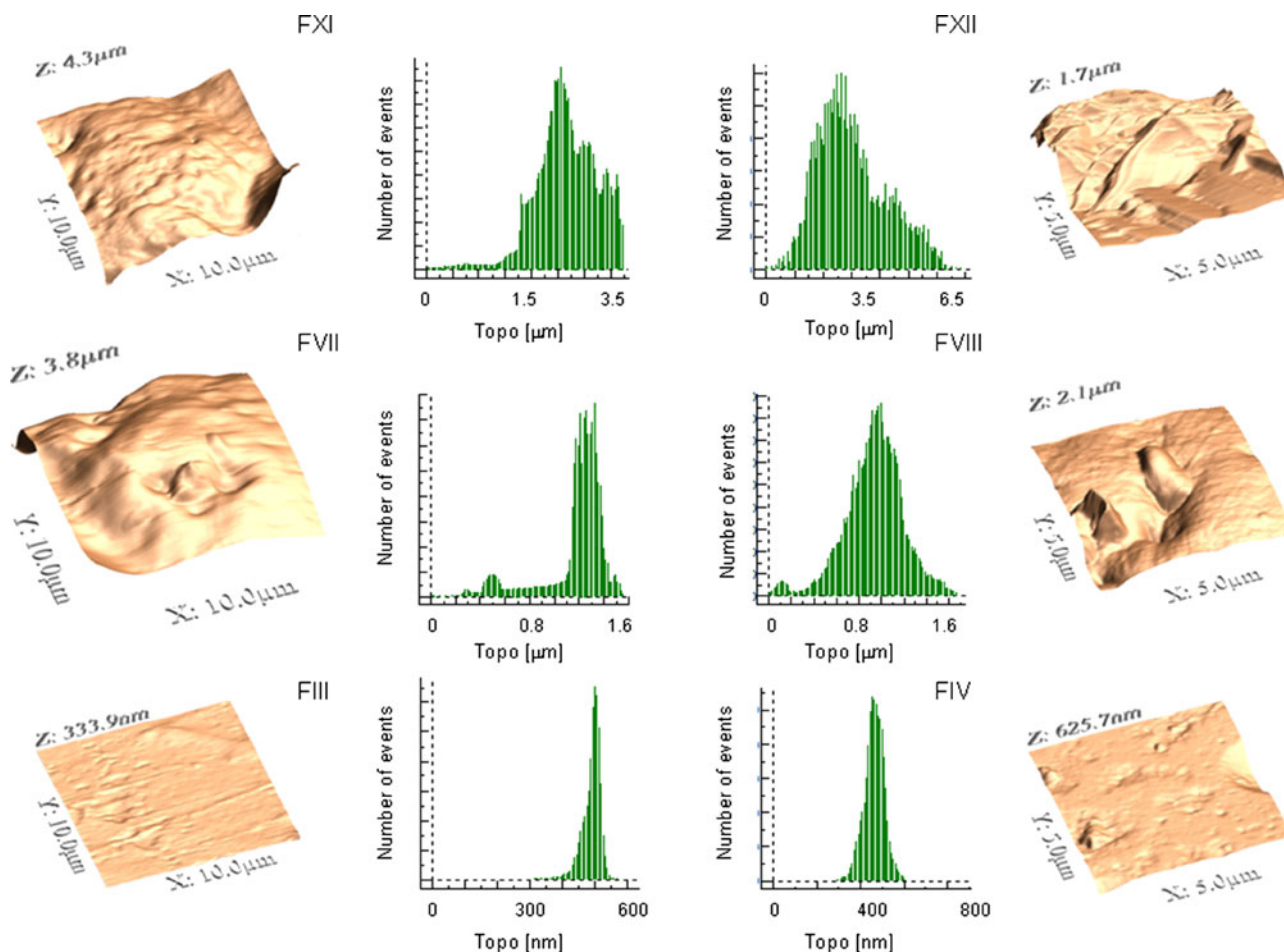 FXI
FXII
Z: 4.3µm
Y: 10.0µm
X: 10.0µm
Number of events
0 1.5 3.5
Topo [µm]
Number of events
0 3.5 6.5
Topo [µm]
Z: 1.7µm
Y: 5.0µm
X: 5.0µm
FVII
FVIII
Z: 3.8µm
Y: 10.0µm
X: 10.0µm
Number of events
0 0.8 1.6
Topo [µm]
Number of events
0 0.8 1.6
Topo [µm]
Z: 2.1µm
Y: 5.0µm
X: 5.0µm
FIII
FIV
Z: 333.9nm
Y: 10.0µm
X: 10.0µm
Number of events
0 300 600
Topo [nm]
Number of events
0 400 800
Topo [nm]
Z: 625.7nm
Y: 5.0µm
X: 5.0µm